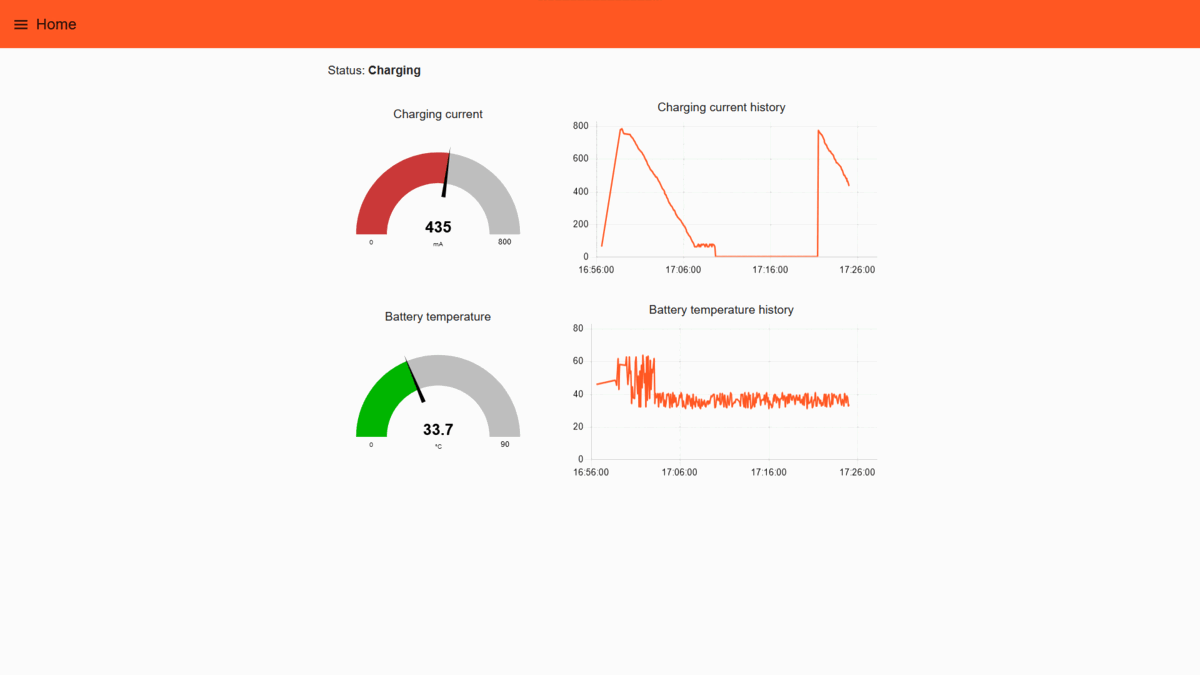 Home
Status: Charging
Charging current
435
mA
0
800
Charging current history
800
600
400
200
0
16:56:00 17:06:00 17:16:00 17:26:00
Battery temperature
33.7
°C
0
90
Battery temperature history
80
60
40
20
0
16:56:00 17:06:00 17:16:00 17:26:00